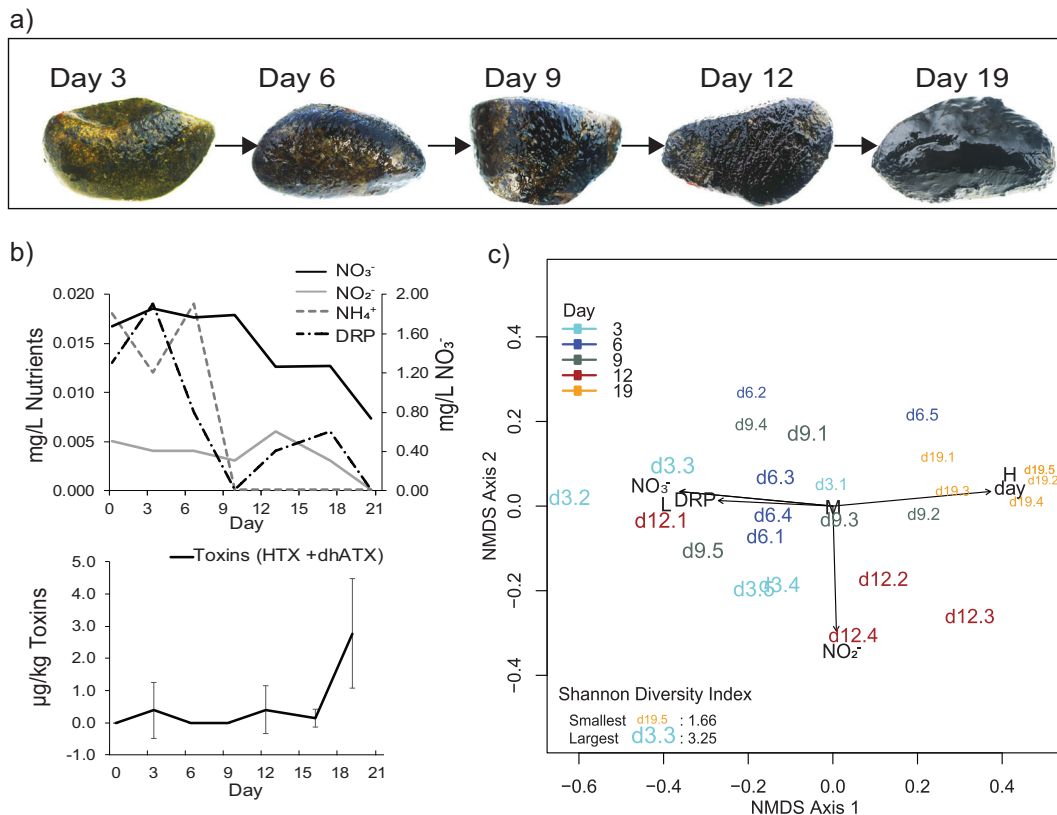 a)
Day 3 Day 6 Day 9 Day 12 Day 19
b)
NO₃⁻
NO₂⁻
NH₄⁺
DRP
0.020
0.015
0.010
0.005
0.000
mg/L Nutrients
2.00
1.60
1.20
0.80
0.40
0.00
mg/L NO₃⁻
0 3 6 9 12 15 18 21
Day
Toxins (HTX +dhATX)
5.0
4.0
3.0
2.0
1.0
0.0
-1.0
µg/kg Toxins
0 3 6 9 12 15 18 21
Day
c)
Day
3
6
9
12
19
0.4
0.2
0.0
−0.2
−0.4
NMDS Axis 2
d6.2
d6.5
d9.4
d9.1
d19.1
d3.3
d6.3
d3.1
H
d19.5
d19.2
NO₃⁻
day
d19.3
d3.2
L
DRP
M
d19.4
d12.1
d6.4
d9.3
d9.2
d6.1
d9.5
d3.5
d3.4
d12.2
d12.3
d12.4
NO₂⁻
Shannon Diversity Index
Smallest d19.5 : 1.66
Largest d3.3 : 3.25
−0.6 −0.4 −0.2 0.0 0.2 0.4
NMDS Axis 1